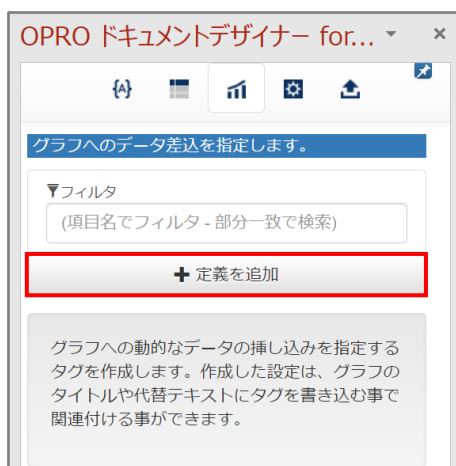 OPRO ドキュメントデザイナー for...
{A}
グラフへのデータ差込を指定します。
フィルタ
(項目名でフィルタ - 部分一致で検索)
定義を追加
グラフへの動的なデータの挿し込みを指定する
タグを作成します。作成した設定は、グラフの
タイトルや代替テキストにタグを書き込む事で
関連付ける事ができます。